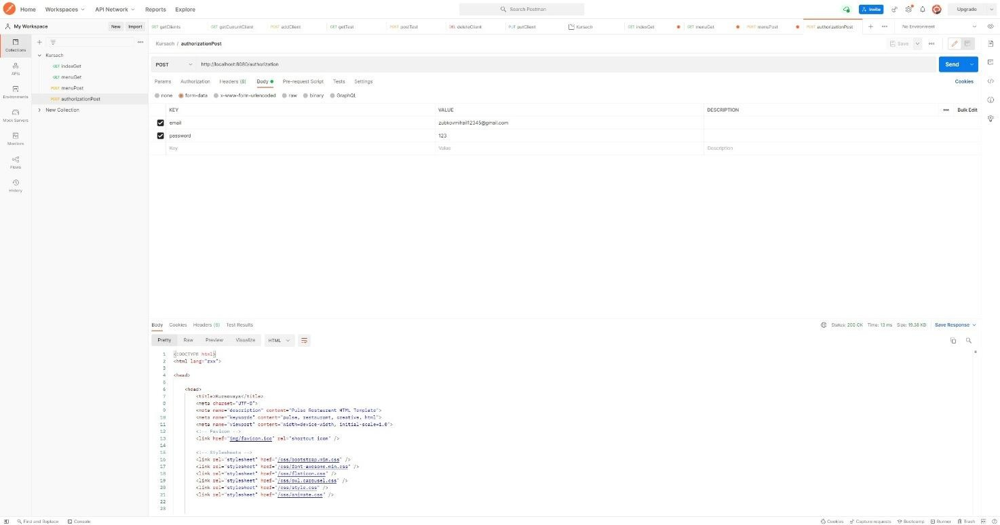 Home Workspaces API Network Reports Explore Search Postman Invite Upgrade
My Workspace New Import GET getClients GET getCurruntClient POST addClient GET getTest POST postTest DEL deleteClient PUT putClient Kursach GET indexGet GET menuGet POST menuPost POST authorizationPost No Environment
Collections
APIs
Environments
Mock Servers
Monitors
Flows
History
Kursach
GET indexGet
GET menuGet
POST menuPost
POST authorizationPost
New Collection
Kursach / authorizationPost Save
POST http://localhost:8080/authorization Send
Params Authorization Headers (8) Body Pre-request Script Tests Settings Cookies
none form-data x-www-form-urlencoded raw binary GraphQL
KEY VALUE DESCRIPTION Bulk Edit
email zubkovmihail12345@gmail.com
password 123
Key Value Description
Body Cookies Headers (6) Test Results Status: 200 OK Time: 13 ms Size: 19.38 KB Save Response
Pretty Raw Preview Visualize HTML
1 <!DOCTYPE html>
2 <html lang="zxx">
3
4 <head>
5
6 <head>
7 <title>Kursovaya</title>
8 <meta charset="UTF-8">
9 <meta name="description" content="Pulse Restaurant HTML Template">
10 <meta name="keywords" content="pulse, restaurant, creative, html">
11 <meta name="viewport" content="width=device-width, initial-scale=1.0">
12 <!-- Favicon -->
13 <link href="img/favicon.ico" rel="shortcut icon" />
14
15 <!-- Stylesheets -->
16 <link rel="stylesheet" href="/css/bootstrap.min.css" />
17 <link rel="stylesheet" href="/css/font-awesome.min.css" />
18 <link rel="stylesheet" href="/css/flaticon.css" />
19 <link rel="stylesheet" href="/css/owl.carousel.css" />
20 <link rel="stylesheet" href="/css/style.css" />
21 <link rel="stylesheet" href="/css/animate.css" />
22
23
Find and Replace Console Cookies Capture requests Bootcamp Runner Trash